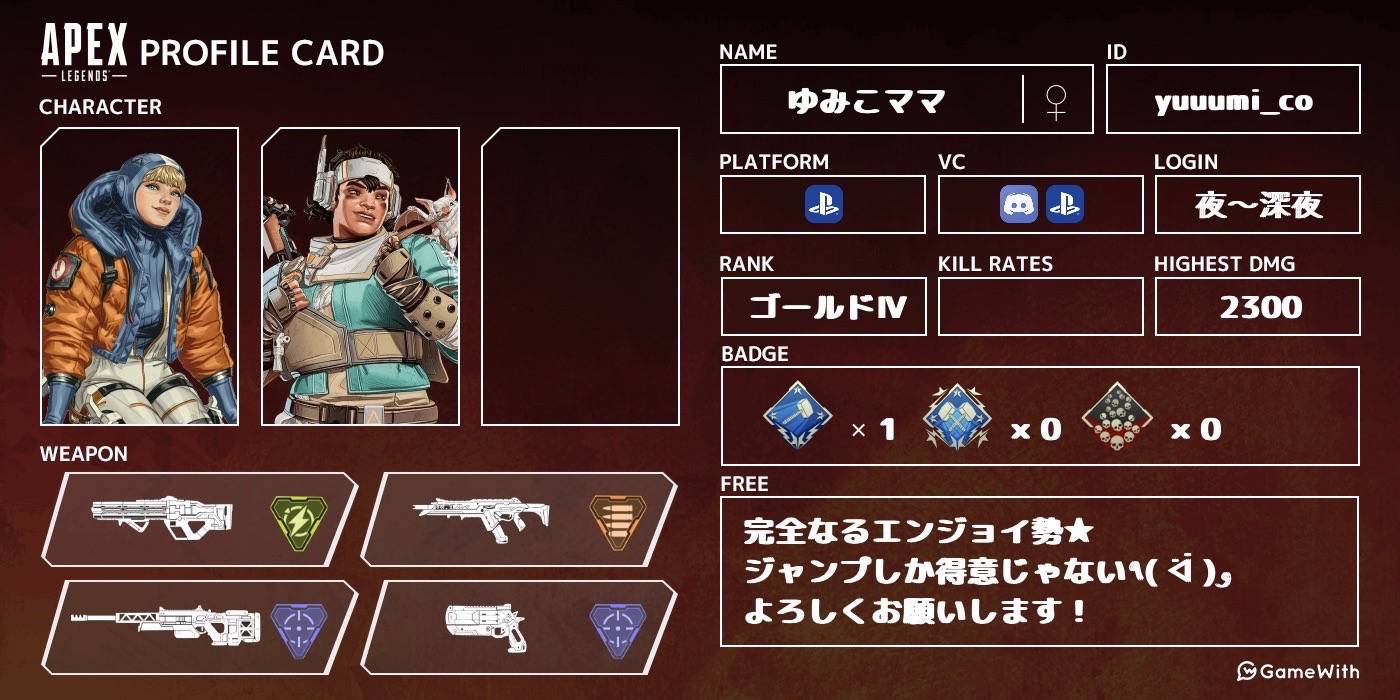 APEX
LEGENDS
PROFILE CARD
CHARACTER
WEAPON
NAME
ゆみこママ
♀
ID
yuuumi_co
PLATFORM
VC
LOGIN
夜〜深夜
RANK
ゴールドⅣ
KILL RATES
HIGHEST DMG
2300
BADGE
× 1
x 0
x 0
FREE
完全なるエンジョイ勢★
ジャンプしか得意じゃない٩( ᐛ )و
よろしくお願いします！
GameWith